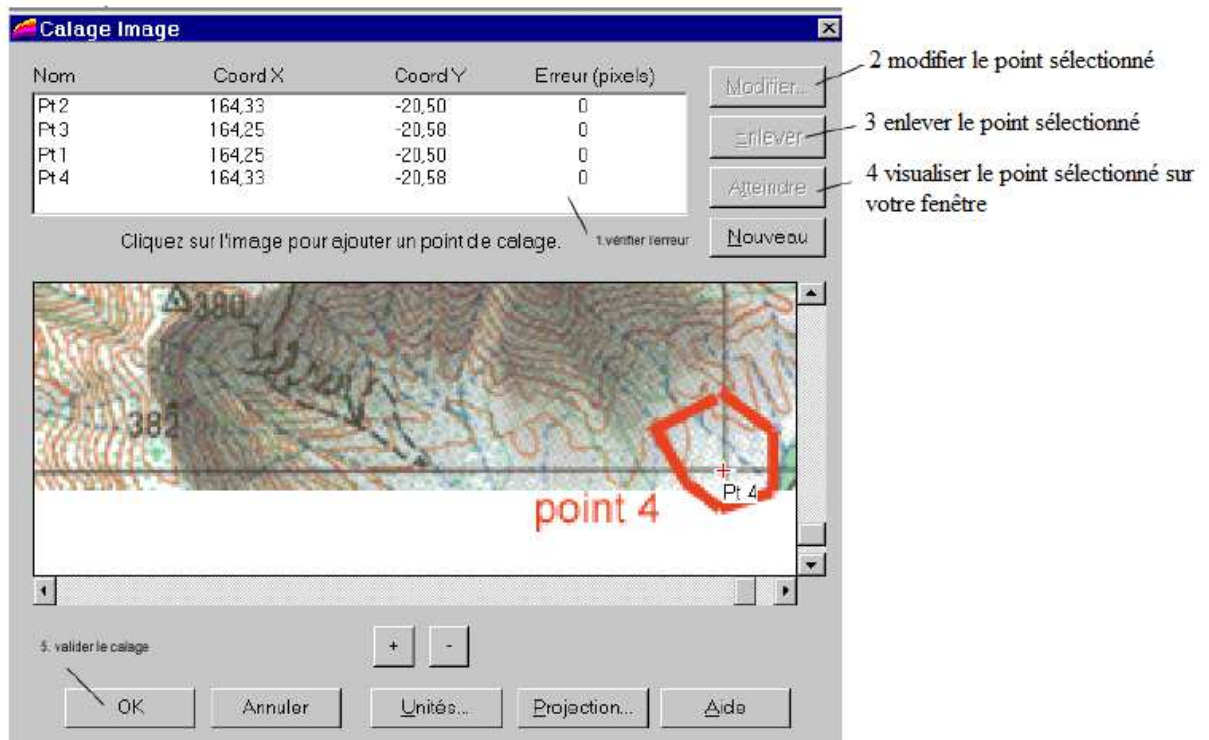 Calage Image
Nom Coord X Coord Y Erreur (pixels)
Pt 2 164,33 -20,50 0
Pt 3 164,25 -20,58 0
Pt 1 164,25 -20,50 0
Pt 4 164,33 -20,58 0
Modifier...
Enlever
Atteindre
Nouveau
2 modifier le point sélectionné
3 enlever le point sélectionné
4 visualiser le point sélectionné sur
votre fenêtre
Cliquez sur l'image pour ajouter un point de calage.
1.vérifier l'erreur
380
382
Pt 4
point 4
5. valider le calage
+ -
OK Annuler Unités... Projection... Aide